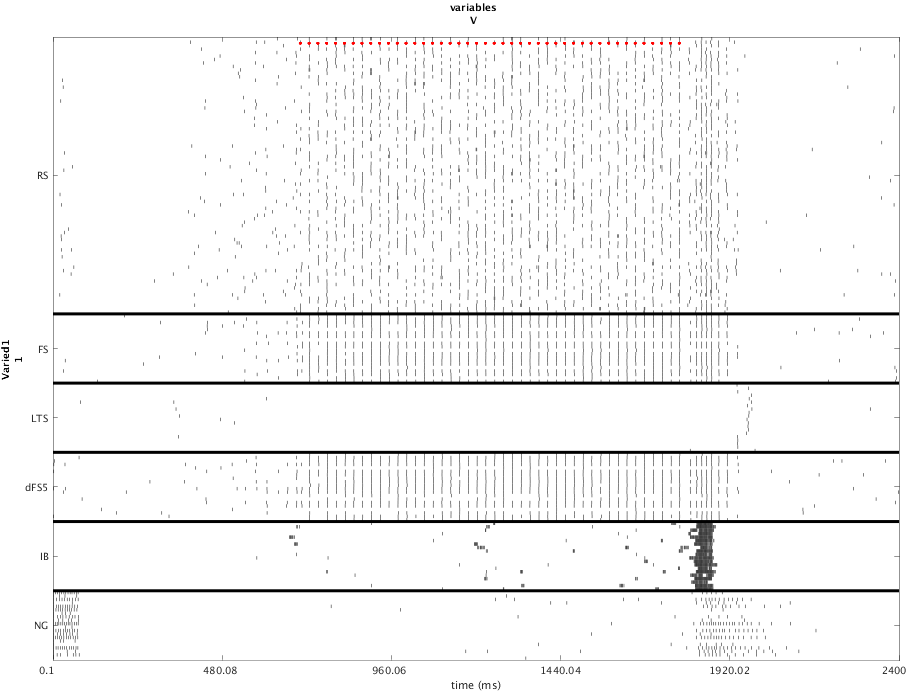 variables
V
RS
FS
LTS
dFS5
IB
NG
Varied1
1
0.1
480.08
960.06
1440.04
1920.02
2400
time (ms)